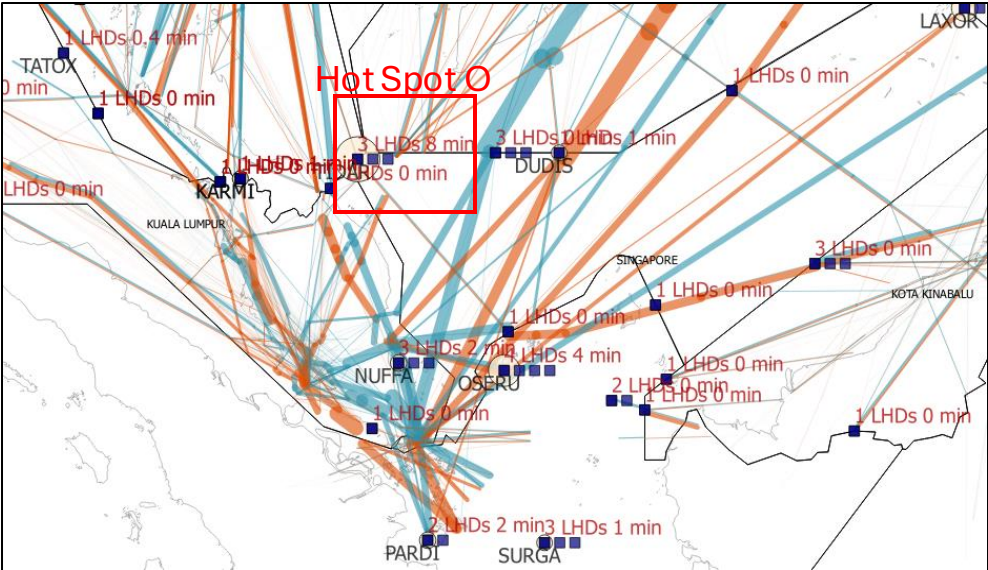 LAXOR
1 LHDs 0.4 min
TATOX
Hot Spot O
1 LHDs 0 min
0 min
1 LHDs 0 min
3 LHDs 8 min
3 LHDs
1 min
DUDIS
LHDs 0 min
KARMI
LHDs 0 min
KUALA LUMPUR
3 LHDs 0 min
SINGAPORE
KOTA KINABALU
1 LHDs 0 min
1 LHDs 0 min
3 LHDs 2 min
4 LHDs 4 min
1 LHDs 0 min
NUFFA
OSERU
2 LHDs 0 min
1 LHDs 0 min
1 LHDs 0 min
1 LHDs 0 min
2 LHDs 2 min
3 LHDs 1 min
PARDI
SURGA